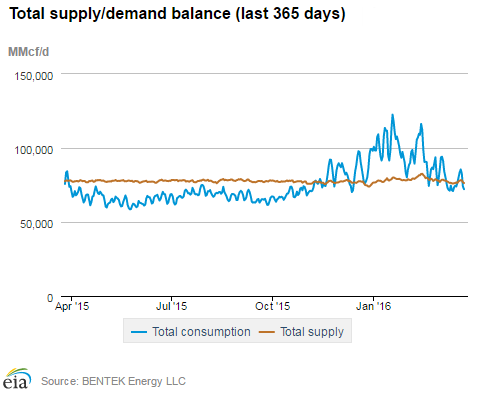 Total supply/demand balance (last 365 days)
MMcf/d
150,000
100,000
50,000
0
Apr '15 Jul '15 Oct '15 Jan '16
Total consumption Total supply
eia Source: BENTEK Energy LLC